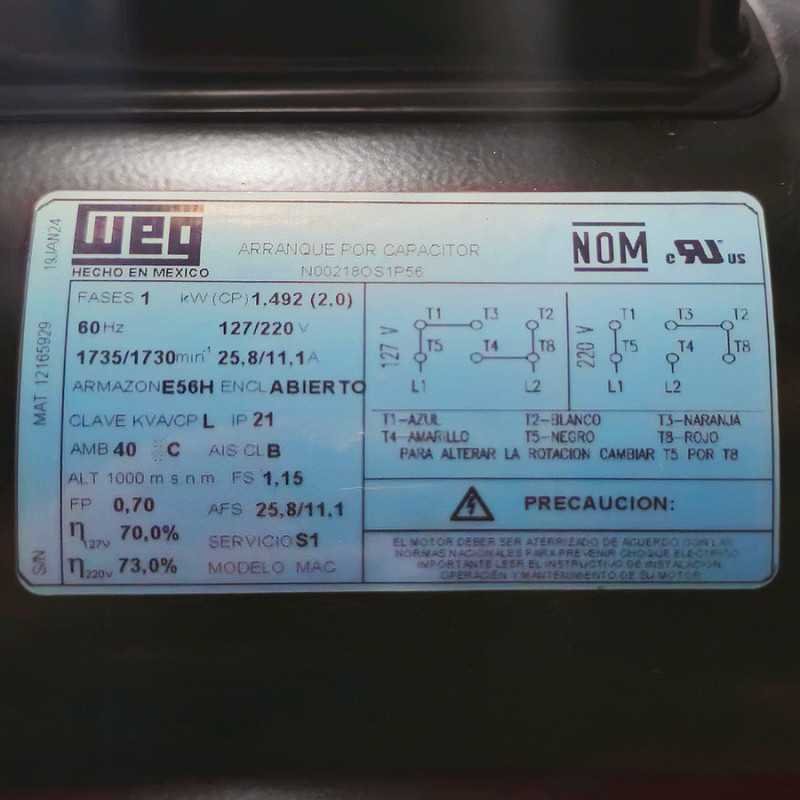 19JAN24
MAT 12165929
S/N
WEG
HECHO EN MEXICO
ARRANQUE POR CAPACITOR
N00218OS1P56
NOM
c RU us
FASES 1 kW (CP) 1,492 (2,0)
60 Hz 127/220 V
1735/1730 min⁻¹ 25,8/11,1 A
ARMAZON E56H ENCL ABIERTO
CLAVE KVA/CP L IP 21
AMB 40 C AIS CL B
ALT 1000 m s n m FS 1,15
FP 0,70 AFS 25,8/11,1
η127V 70,0% SERVICIO S1
η220V 73,0% MODELO MAC
127 V
T1 T3 T2
T5 T4 T8
L1 L2
220 V
T1 T3 T2
T5 T4 T8
L1 L2
T1-AZUL T2-BLANCO T3-NARANJA
T4-AMARILLO T5-NEGRO T8-ROJO
PARA ALTERAR LA ROTACION CAMBIAR T5 POR T8
PRECAUCION:
EL MOTOR DEBER SER ATERRIZADO DE ACUERDO CON LAS
NORMAS NACIONALES PARA PREVENIR CHOQUE ELECTRICO
IMPORTANTE LEER EL INSTRUCTIVO DE INSTALACION
OPERACIÓN Y MANTENIMIENTO DE SU MOTOR